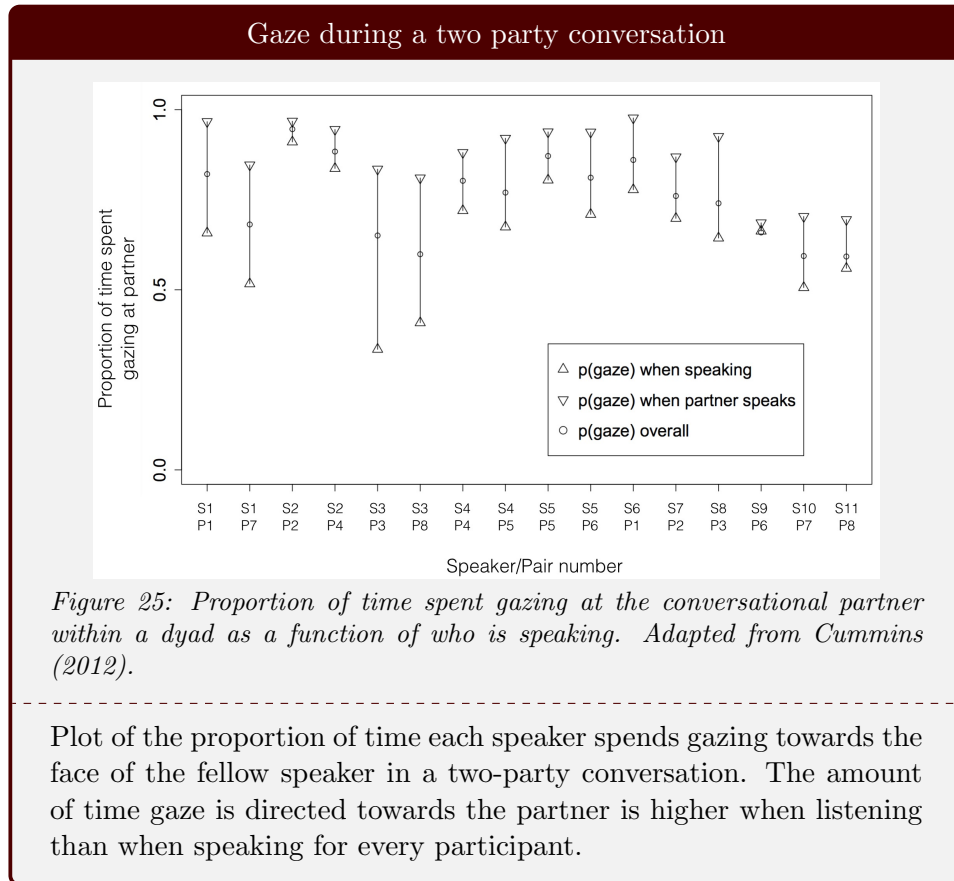 Gaze during a two party conversation
Proportion of time spent
gazing at partner
1.0
0.5
0.0
△ p(gaze) when speaking
▽ p(gaze) when partner speaks
○ p(gaze) overall
S1 S1 S2 S2 S3 S3 S4 S4 S5 S5 S6 S7 S8 S9 S10 S11
P1 P7 P2 P4 P3 P8 P4 P5 P5 P6 P1 P2 P3 P6 P7 P8
Speaker/Pair number
Figure 25: Proportion of time spent gazing at the conversational partner
within a dyad as a function of who is speaking. Adapted from Cummins
(2012).
Plot of the proportion of time each speaker spends gazing towards the
face of the fellow speaker in a two-party conversation. The amount
of time gaze is directed towards the partner is higher when listening
than when speaking for every participant.